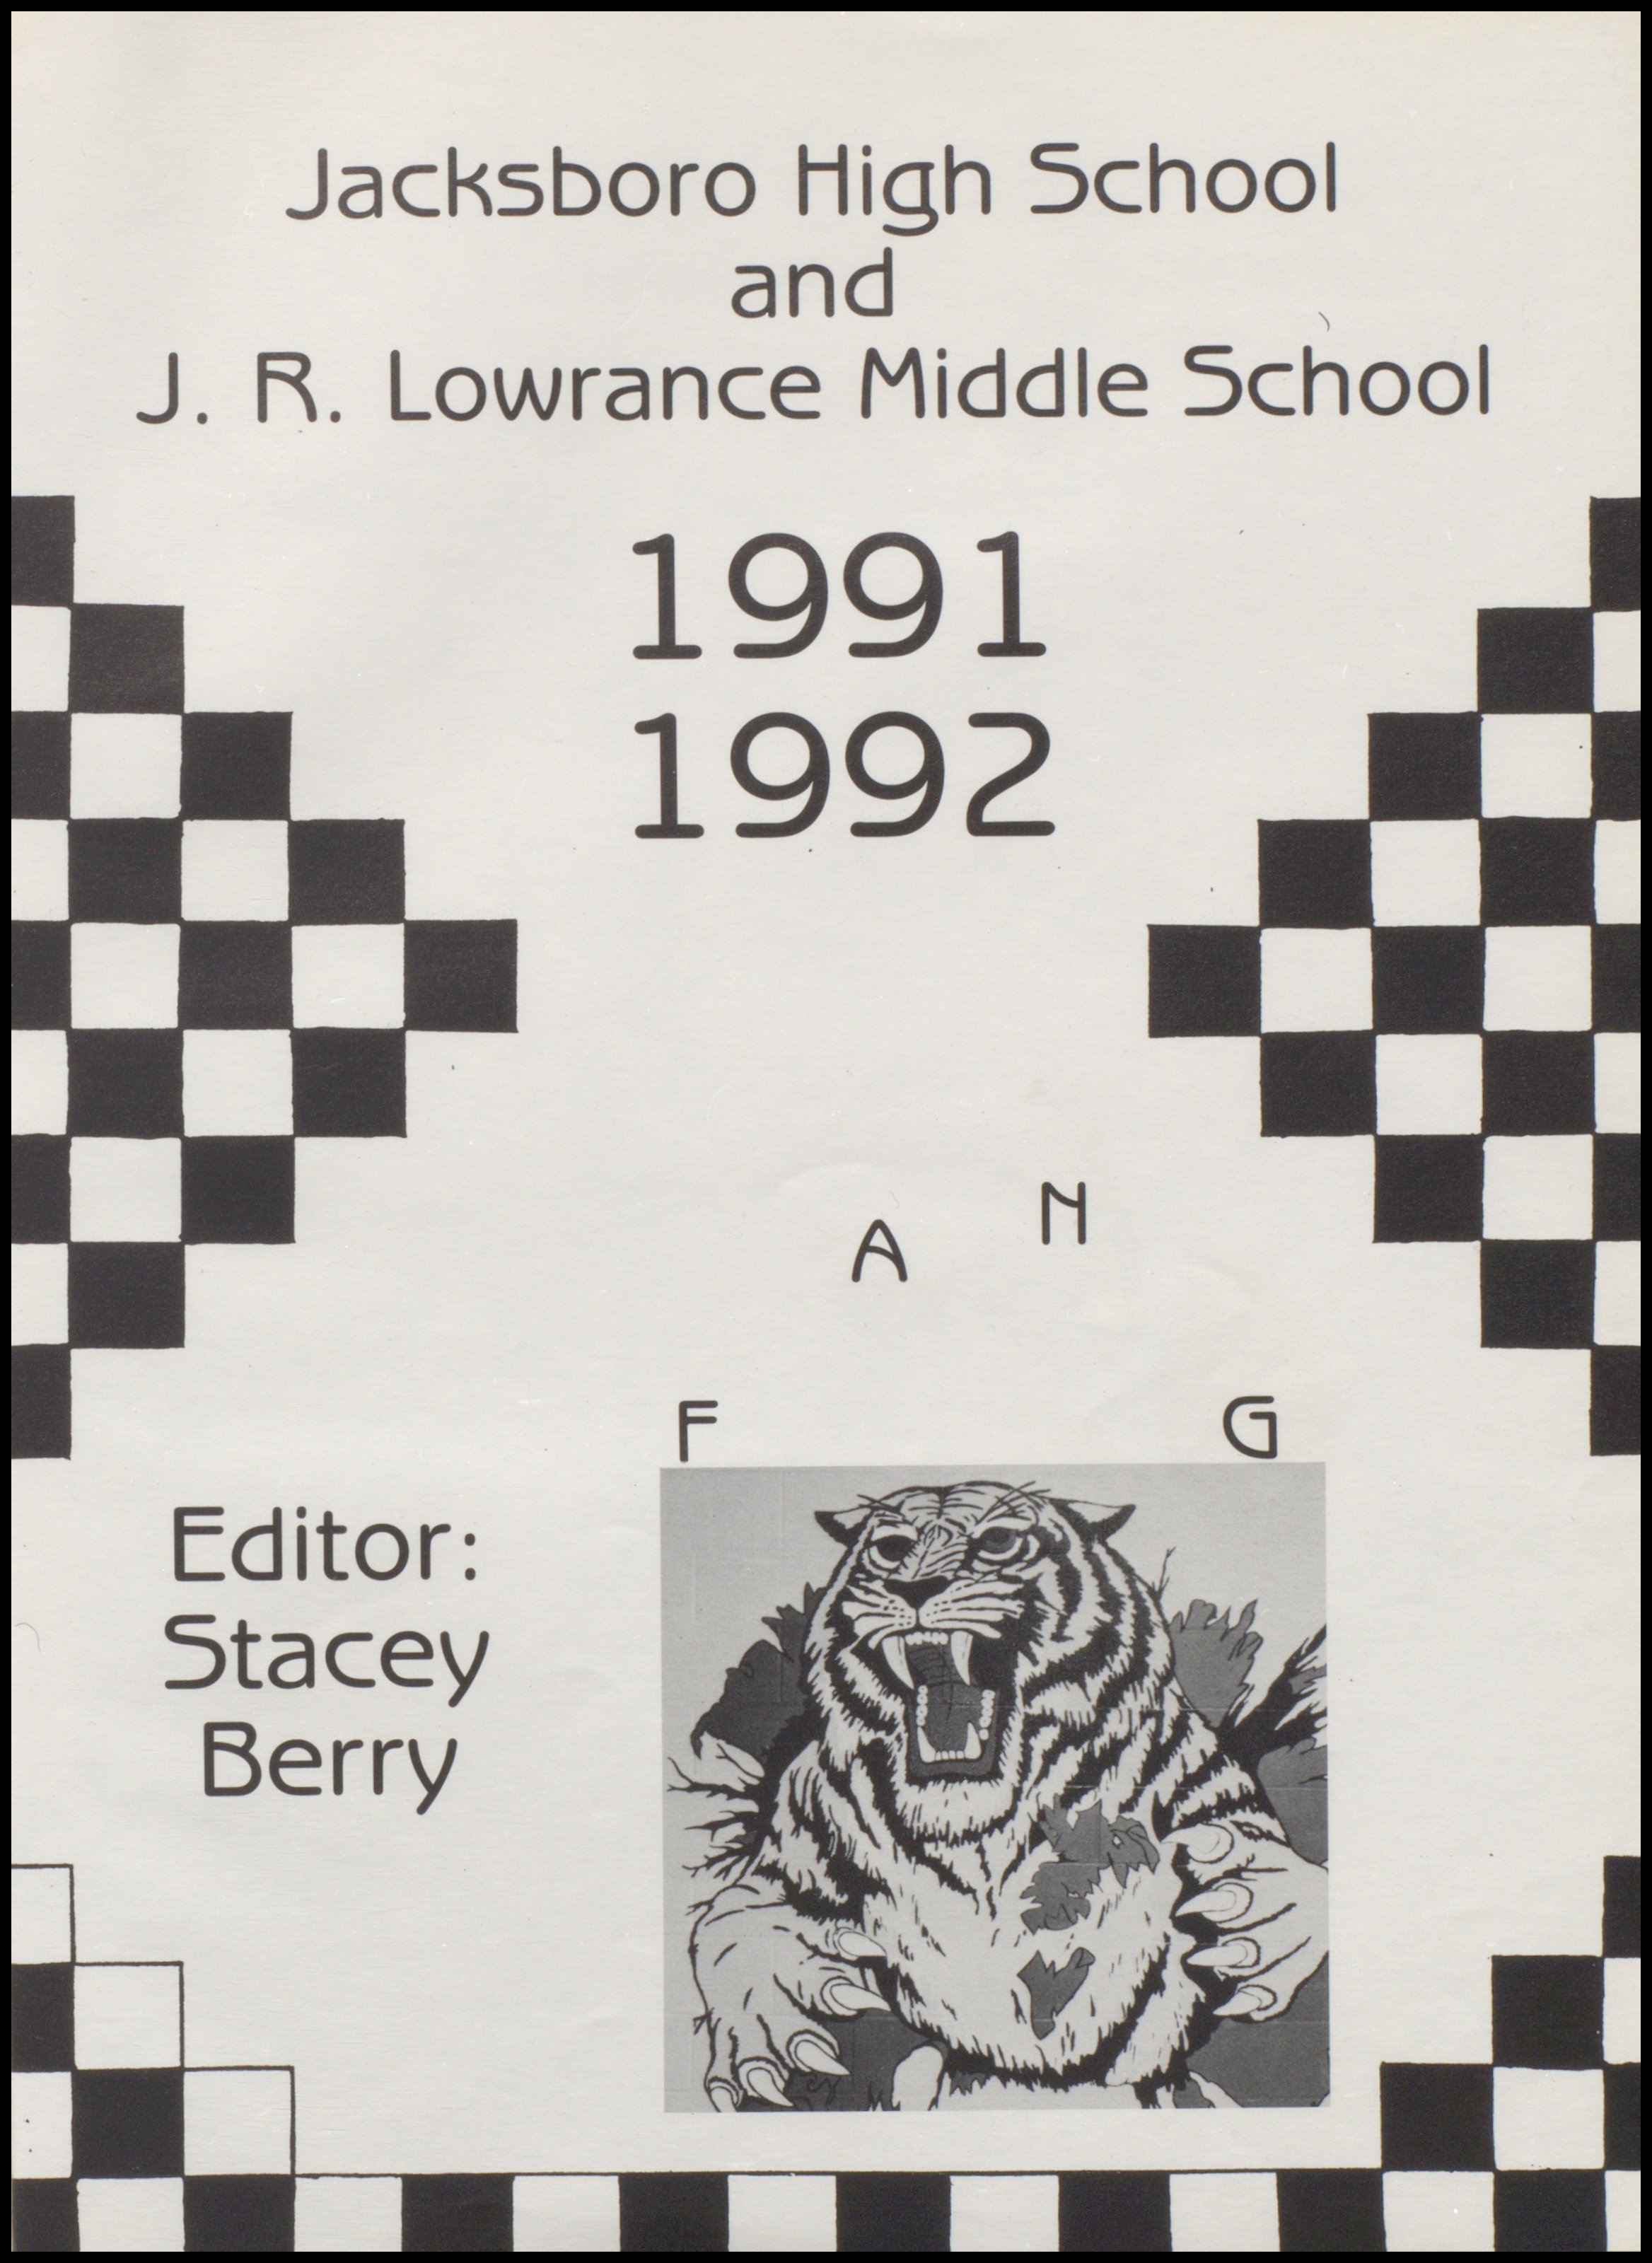 Jacksboro High School
and
J. R. Lowrance Middle School
1991
1992
F A N G
Editor:
Stacey
Berry